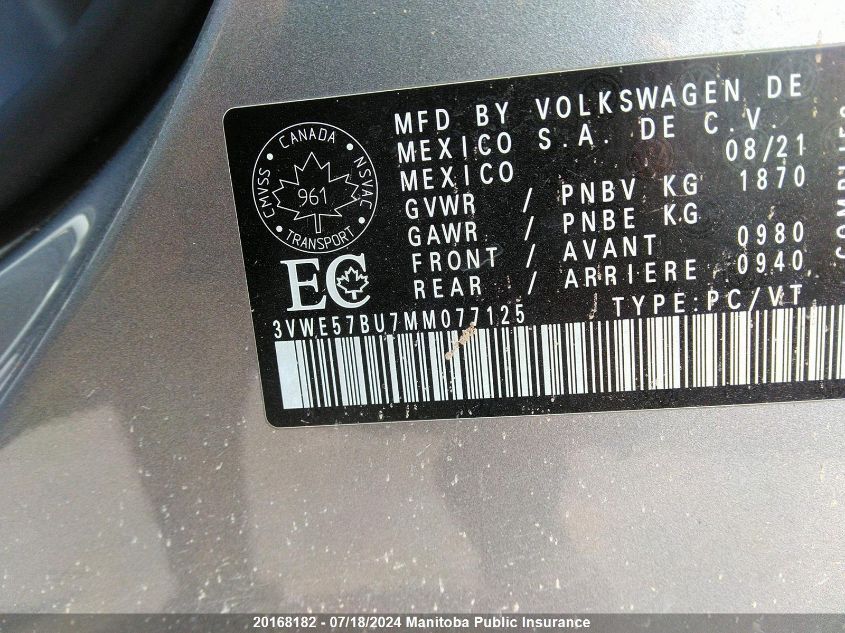 CANADA
CMVSS
NSVAC
961
TRANSPORT
EC
MFD BY VOLKSWAGEN DE
MEXICO S.A. DE C.V.
MEXICO 08/21
GVWR / PNBV KG 1870
GAWR / PNBE KG
FRONT / AVANT 0980
REAR / ARRIERE 0940
TYPE:PC/VT
3VWE57BU7MM077125
20168182 - 07/18/2024 Manitoba Public Insurance